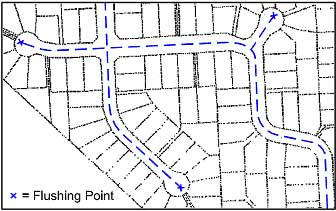 × = Flushing Point